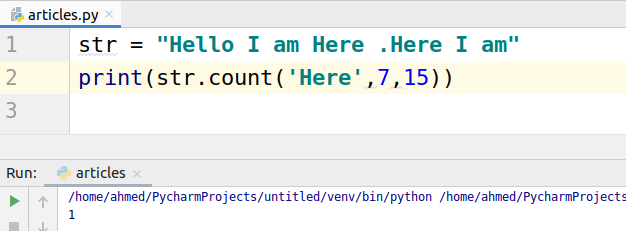 articles.py
1 str = "Hello I am Here .Here I am"
2 print(str.count('Here',7,15))
3
Run: articles
/home/ahmed/PycharmProjects/untitled/venv/bin/python /home/ahmed/PycharmProjects
1